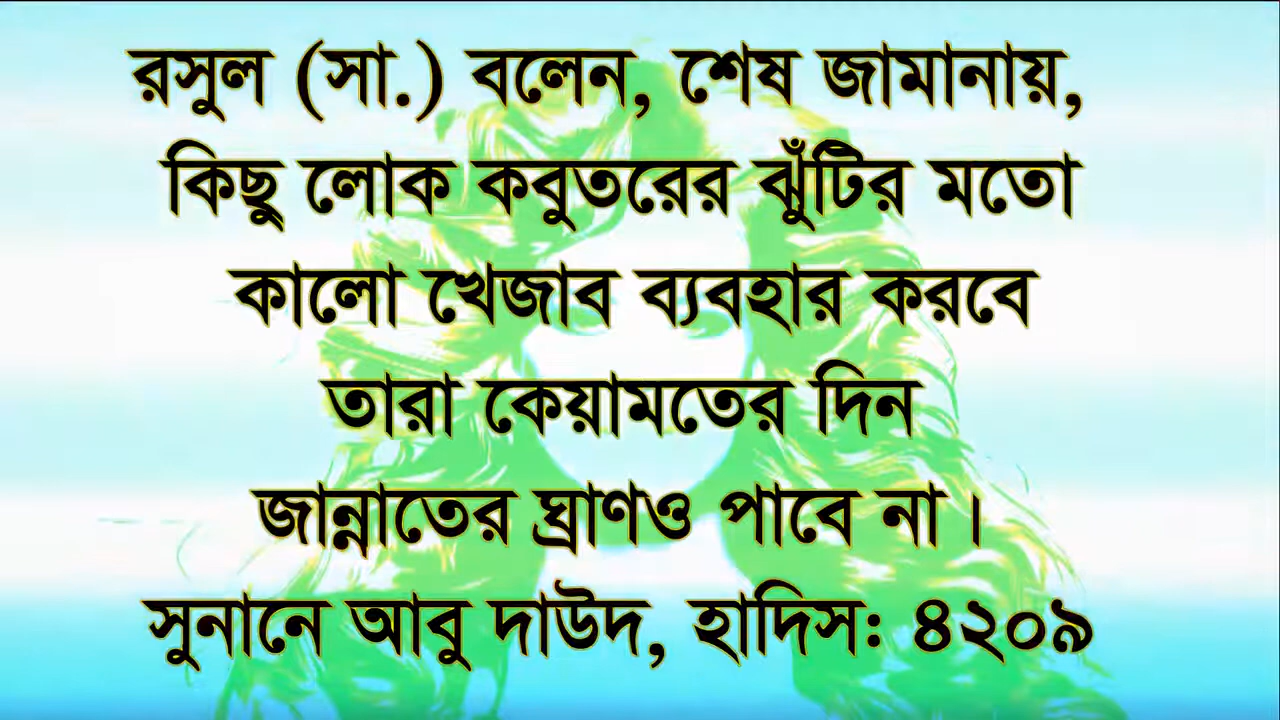 রসুল (সা.) বলেন, শেষ জামানায়,
কিছু লোক কবুতরের ঝুঁটির মতো
কালো খেজাব ব্যবহার করবে
তারা কেয়ামতের দিন
জান্নাতের ঘ্রাণও পাবে না।
সুনানে আবু দাউদ, হাদিসঃ ৪২০৯